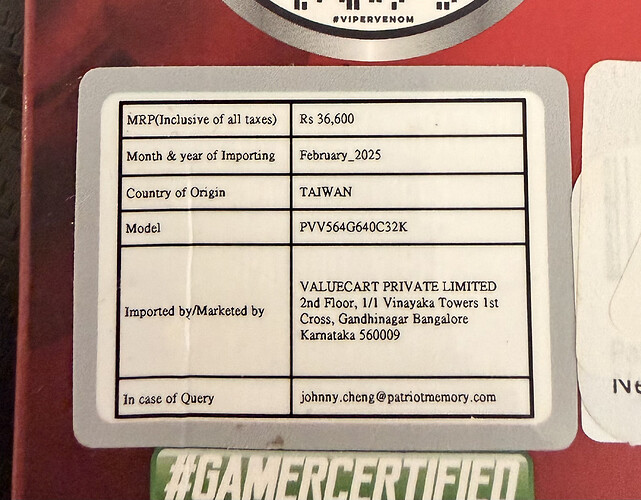 #VIPERVENOM
MRP(Inclusive of all taxes) Rs 36,600
Month & year of Importing February_2025
Country of Origin TAIWAN
Model PVV564G640C32K
Imported by/Marketed by
VALUECART PRIVATE LIMITED
2nd Floor, 1/1 Vinayaka Towers 1st
Cross, Gandhinagar Bangalore
Karnataka 560009
In case of Query johnny.cheng@patriotmemory.com
#GAMERCERTIFIED